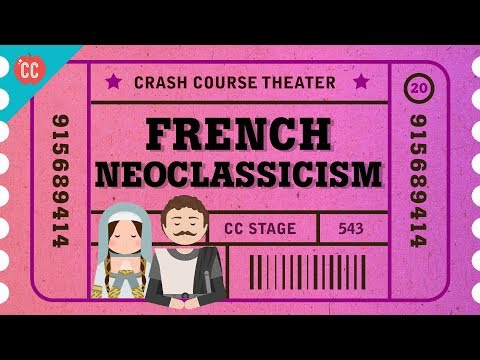 CC
CRASH COURSE THEATER
20
915689414
FRENCH
NEOCLASSICISM
915689414
CC STAGE
543